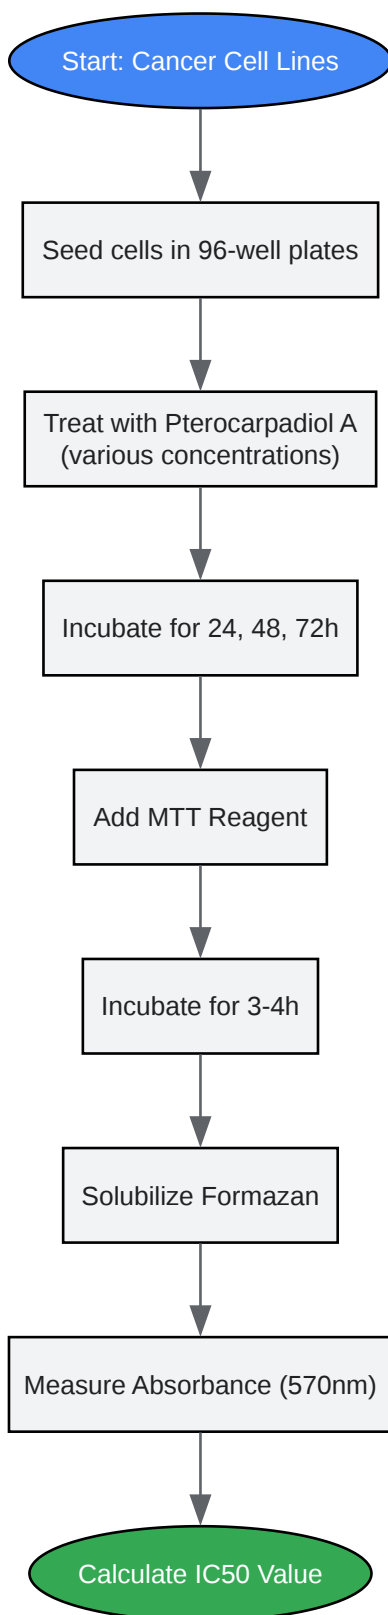 Start: Cancer Cell Lines
Seed cells in 96-well plates
Treat with Pterocarpadiol A
(various concentrations)
Incubate for 24, 48, 72h
Add MTT Reagent
Incubate for 3-4h
Solubilize Formazan
Measure Absorbance (570nm)
Calculate IC50 Value